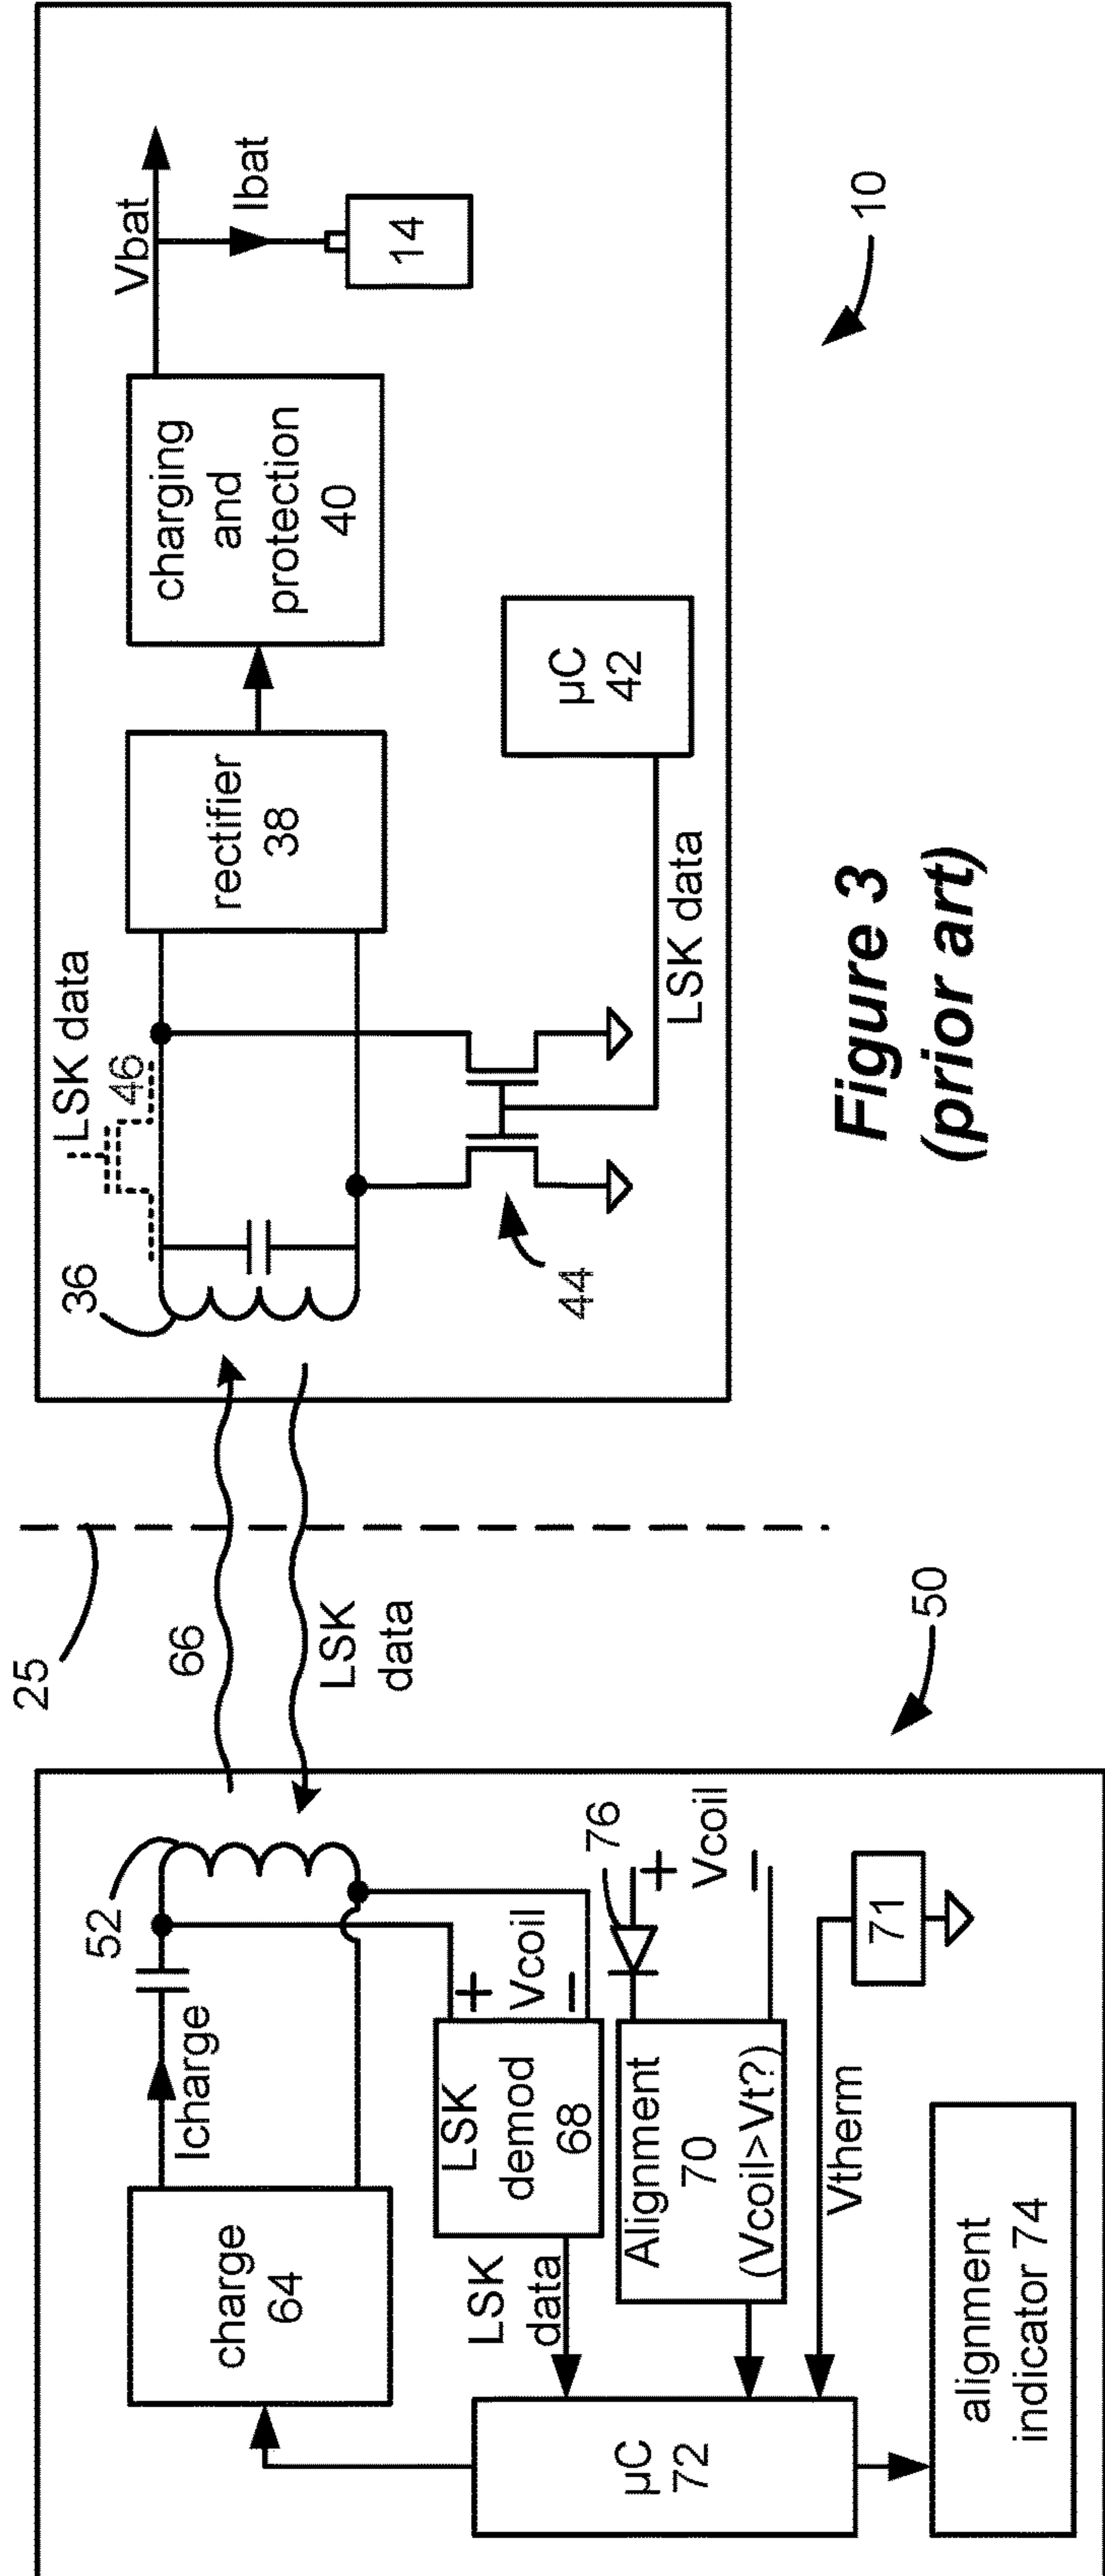 25
52
Icharge
charge
64
66
LSK
data
LSK
demod
68
+
Vcoil
−
LSK
data
Alignment
70
(Vcoil>Vt?)
76
+
Vcoil
−
µC
72
Vtherm
71
alignment
indicator 74
50
36
LSK data
46
44
rectifier
38
charging
and
protection
40
Vbat
Ibat
14
µC
42
LSK data
10
Figure 3
(prior art)